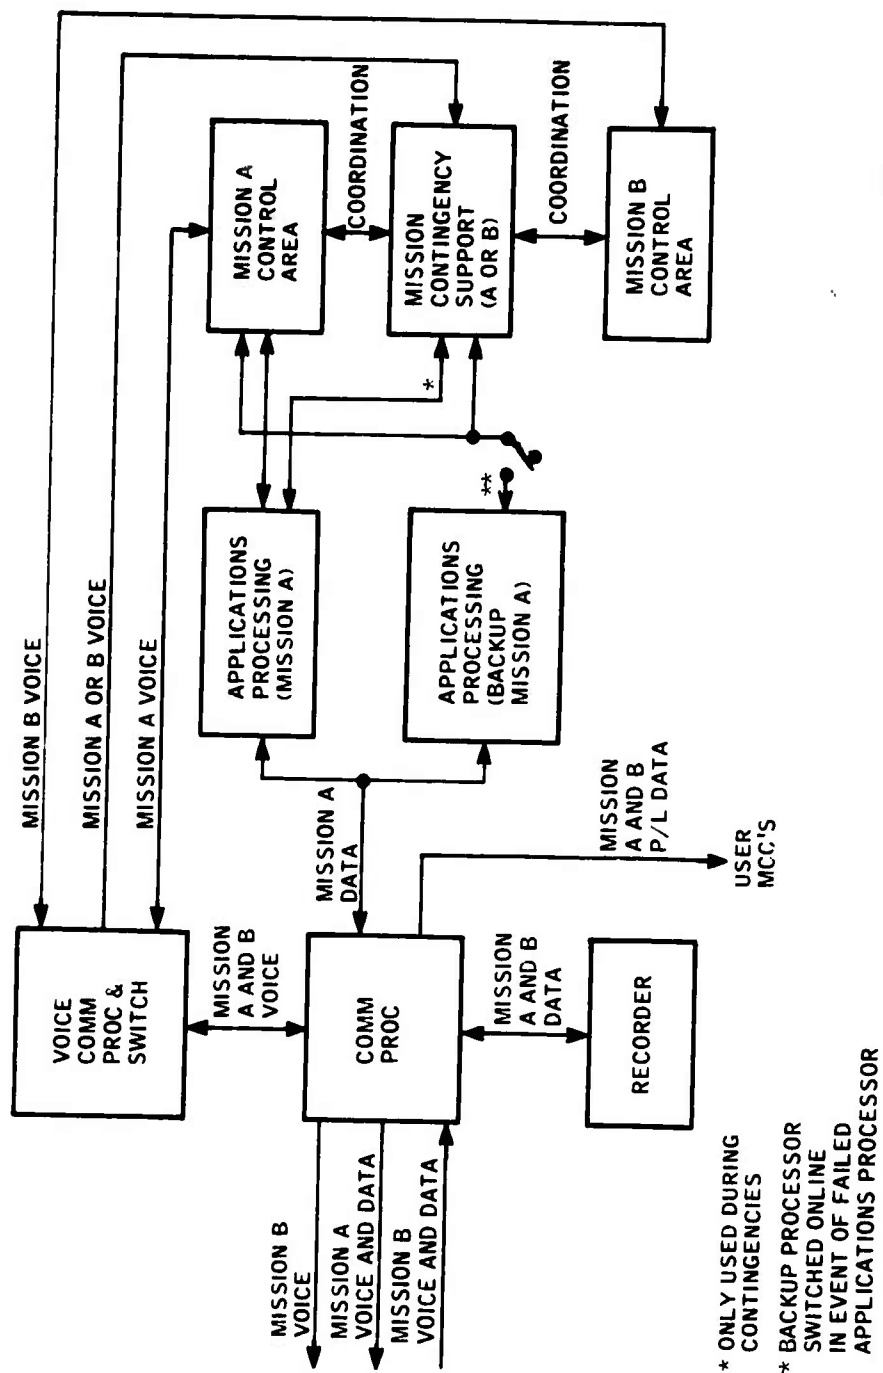 MISSION B VOICE
MISSION A OR B VOICE
MISSION A VOICE
VOICE
COMM
PROC &
SWITCH
MISSION
A AND B
VOICE
MISSION B
VOICE
MISSION A
VOICE AND DATA
MISSION B
VOICE AND DATA
COMM
PROC
MISSION A
DATA
MISSION
A AND B
DATA
RECORDER
MISSION
A AND B
P/L DATA
USER
MCC'S
APPLICATIONS
PROCESSING
(MISSION A)
APPLICATIONS
PROCESSING
(BACKUP
MISSION A)
*
**
MISSION A
CONTROL
AREA
COORDINATION
MISSION
CONTINGENCY
SUPPORT
(A OR B)
COORDINATION
MISSION B
CONTROL
AREA
* ONLY USED DURING
CONTINGENCIES
* BACKUP PROCESSOR
SWITCHED ONLINE
IN EVENT OF FAILED
APPLICATIONS PROCESSOR